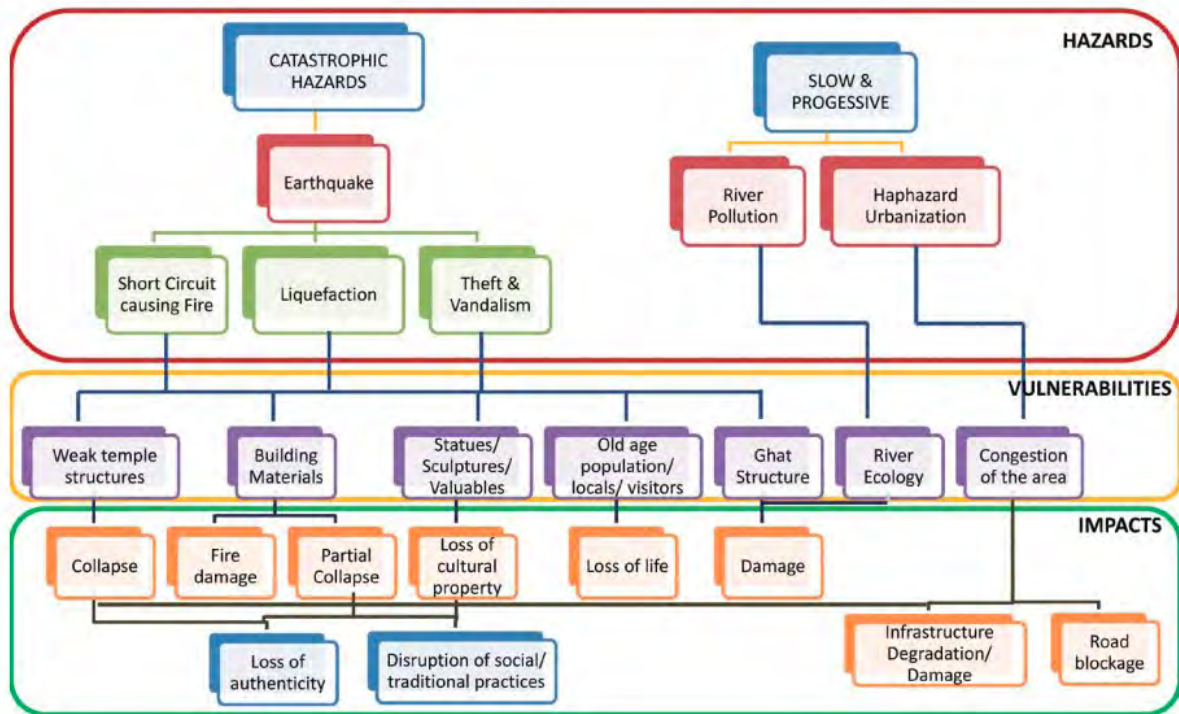 HAZARDS
CATASTROPHIC
HAZARDS
SLOW &
PROGESSIVE
Earthquake
River
Pollution
Haphazard
Urbanization
Short Circuit
causing Fire
Liquefaction
Theft &
Vandalism
VULNERABILITIES
Weak temple
structures
Building
Materials
Statues/
Sculptures/
Valuables
Old age
population/
locals/ visitors
Ghat
Structure
River
Ecology
Congestion
of the area
IMPACTS
Collapse
Fire
damage
Partial
Collapse
Loss of
cultural
property
Loss of life
Damage
Loss of
authenticity
Disruption of social/
traditional practices
Infrastructure
Degradation/
Damage
Road
blockage